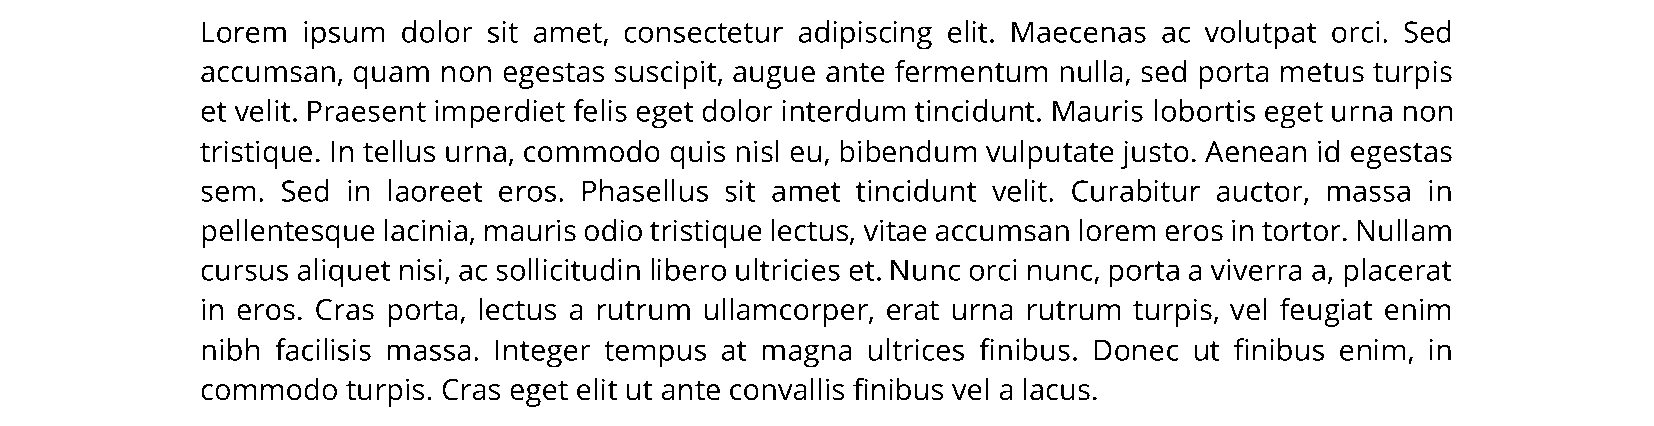 Lorem ipsum dolor sit amet, consectetur adipiscing elit. Maecenas ac volutpat orci. Sed
accumsan, quam non egestas suscipit, augue ante fermentum nulla, sed porta metus turpis
et velit. Praesent imperdiet felis eget dolor interdum tincidunt. Mauris lobortis eget urna non
tristique. In tellus urna, commodo quis nisl eu, bibendum vulputate justo. Aenean id egestas
sem. Sed in laoreet eros. Phasellus sit amet tincidunt velit. Curabitur auctor, massa in
pellentesque lacinia, mauris odio tristique lectus, vitae accumsan lorem eros in tortor. Nullam
cursus aliquet nisi, ac sollicitudin libero ultricies et. Nunc orci nunc, porta a viverra a, placerat
in eros. Cras porta, lectus a rutrum ullamcorper, erat urna rutrum turpis, vel feugiat enim
nibh facilisis massa. Integer tempus at magna ultrices finibus. Donec ut finibus enim, in
commodo turpis. Cras eget elit ut ante convallis finibus vel a lacus.